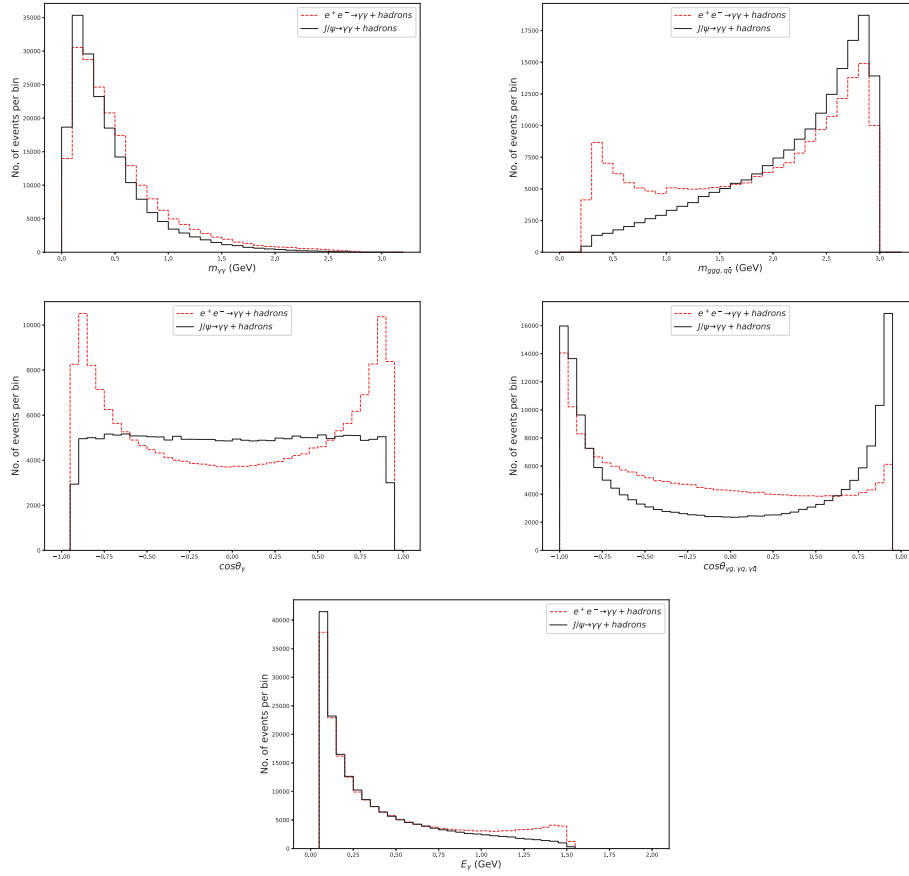 e⁺e⁻→γγ + hadrons
J/ψ→γγ + hadrons
No. of events per bin
35000
30000
25000
20000
15000
10000
5000
0
0.0 0.5 1.0 1.5 2.0 2.5 3.0
m_γγ (GeV)
e⁺e⁻→γγ + hadrons
J/ψ→γγ + hadrons
No. of events per bin
17500
15000
12500
10000
7500
5000
2500
0
0.0 0.5 1.0 1.5 2.0 2.5 3.0
m_ggg,qq̄ (GeV)
e⁺e⁻→γγ + hadrons
J/ψ→γγ + hadrons
No. of events per bin
10000
8000
6000
4000
2000
0
−1.00 −0.75 −0.50 −0.25 0.00 0.25 0.50 0.75 1.00
cosθ_γ
e⁺e⁻→γγ + hadrons
J/ψ→γγ + hadrons
No. of events per bin
16000
14000
12000
10000
8000
6000
4000
2000
0
−1.00 −0.75 −0.50 −0.25 0.00 0.25 0.50 0.75 1.00
cosθ_γg,γq,γq̄
e⁺e⁻→γγ + hadrons
J/ψ→γγ + hadrons
No. of events per bin
40000
35000
30000
25000
20000
15000
10000
5000
0
0.00 0.25 0.50 0.75 1.00 1.25 1.50 1.75 2.00
E_γ (GeV)